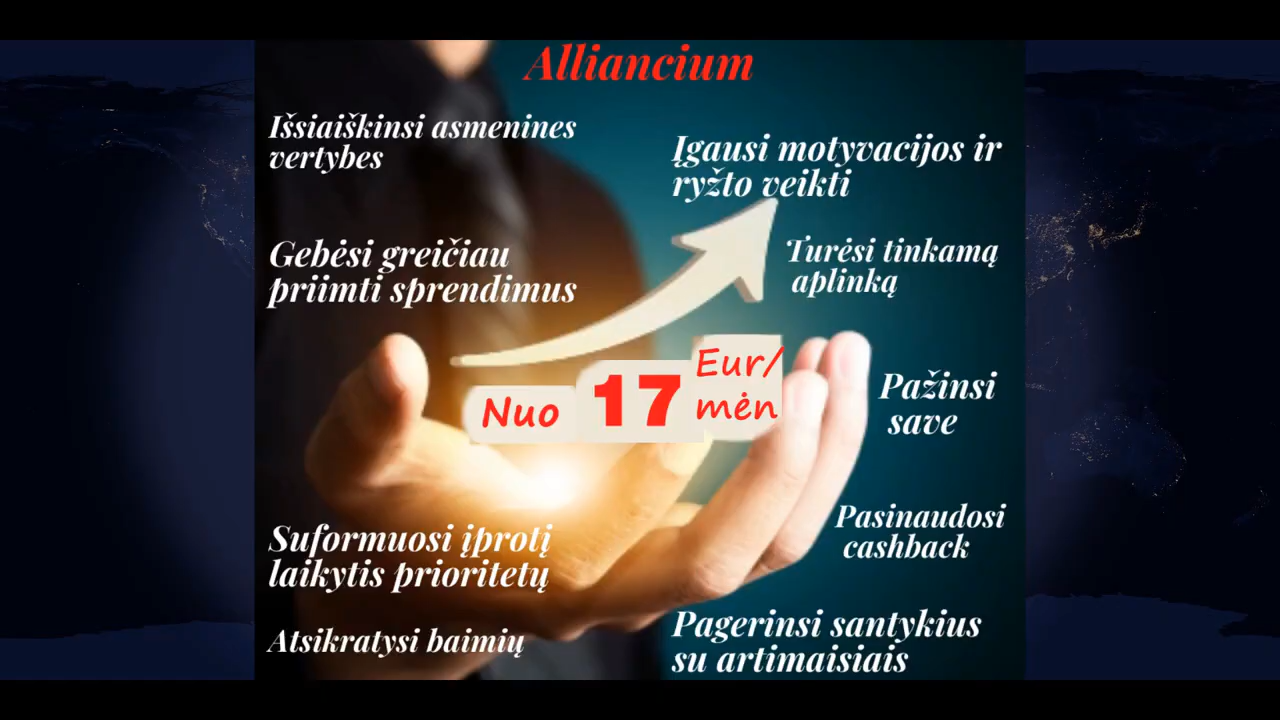 Alliancium
Išsiaiškinsi asmenines
vertybes
Įgausi motyvacijos ir
ryžto veikti
Gebėsi greičiau
priimti sprendimus
Turėsi tinkamą
aplinką
Nuo 17 Eur/
mėn
Pažinsi
save
Suformuosi įprotį
laikytis prioritetų
Pasinaudosi
cashback
Atsikratysi baimių
Pagerinsi santykius
su artimaisiais